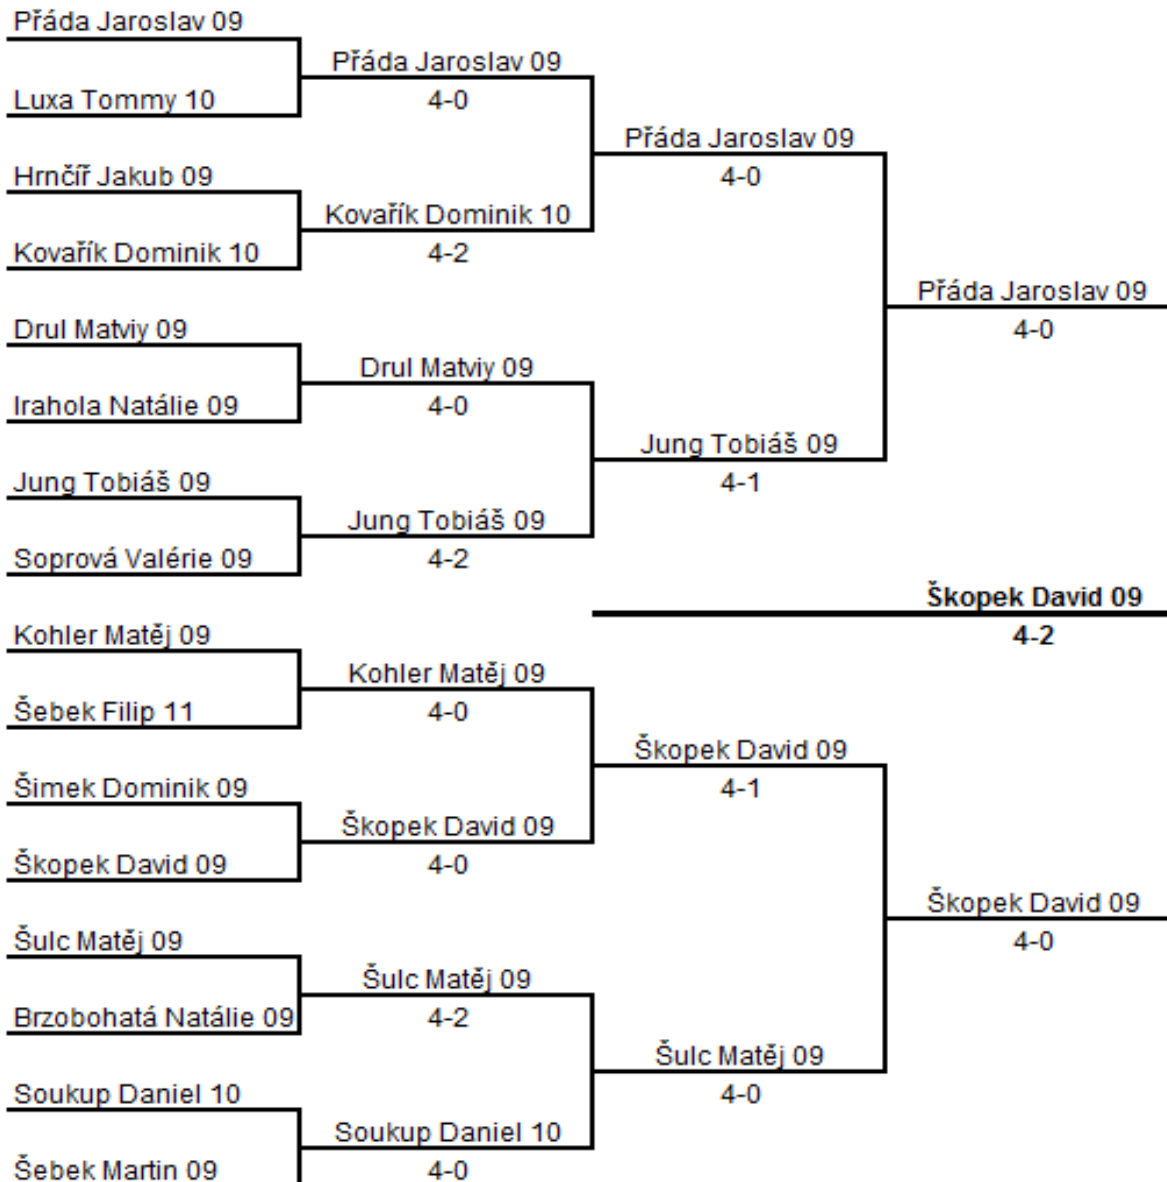 Přáda Jaroslav 09
Luxa Tommy 10
Hrnčíř Jakub 09
Kovařík Dominik 10
Drul Matviy 09
Irahola Natálie 09
Jung Tobiáš 09
Soprová Valérie 09
Kohler Matěj 09
Šebek Filip 11
Šimek Dominik 09
Škopek David 09
Šulc Matěj 09
Brzobohatá Natálie 09
Soukup Daniel 10
Šebek Martin 09
Přáda Jaroslav 09
4-0
Kovařík Dominik 10
4-2
Drul Matviy 09
4-0
Jung Tobiáš 09
4-2
Kohler Matěj 09
4-0
Škopek David 09
4-0
Šulc Matěj 09
4-2
Soukup Daniel 10
4-0
Přáda Jaroslav 09
4-0
Jung Tobiáš 09
4-1
Škopek David 09
4-1
Šulc Matěj 09
4-0
Přáda Jaroslav 09
4-0
Škopek David 09
4-2
Škopek David 09
4-0